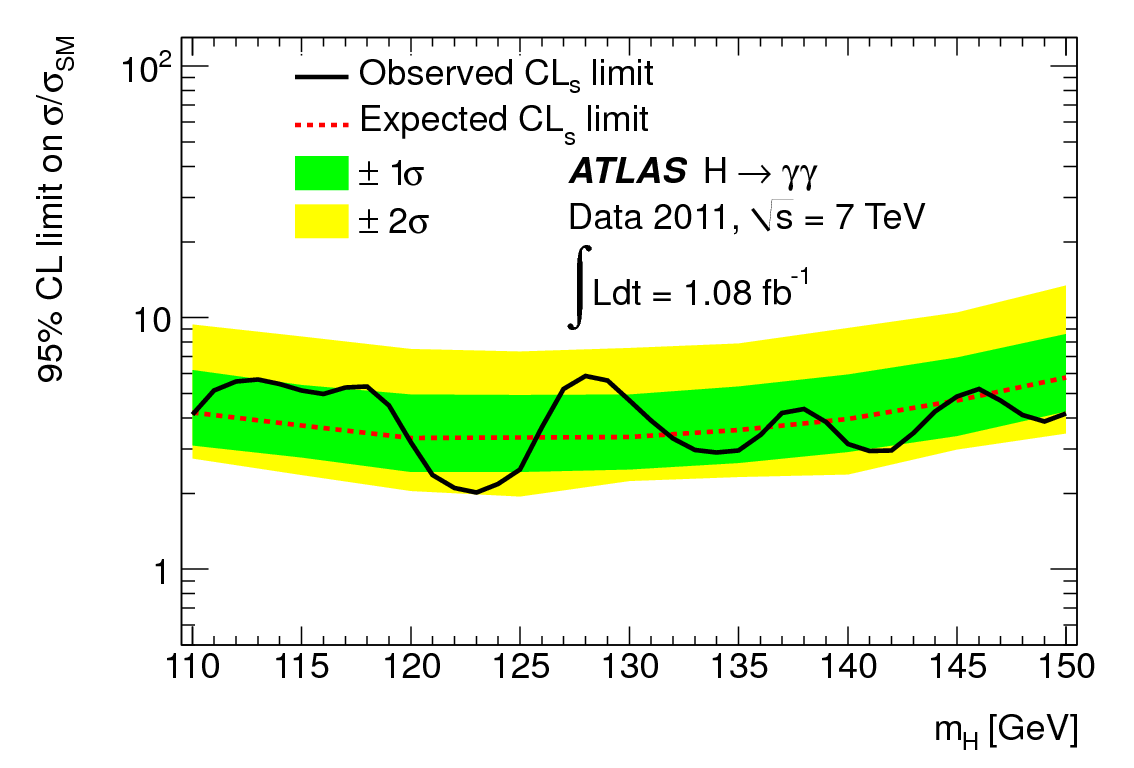 95% CL limit on σ/σSM
10²
10
1
Observed CLs limit
Expected CLs limit
± 1σ
± 2σ
ATLAS H → γγ
Data 2011, √s = 7 TeV
∫ Ldt = 1.08 fb⁻¹
110 115 120 125 130 135 140 145 150
mH [GeV]